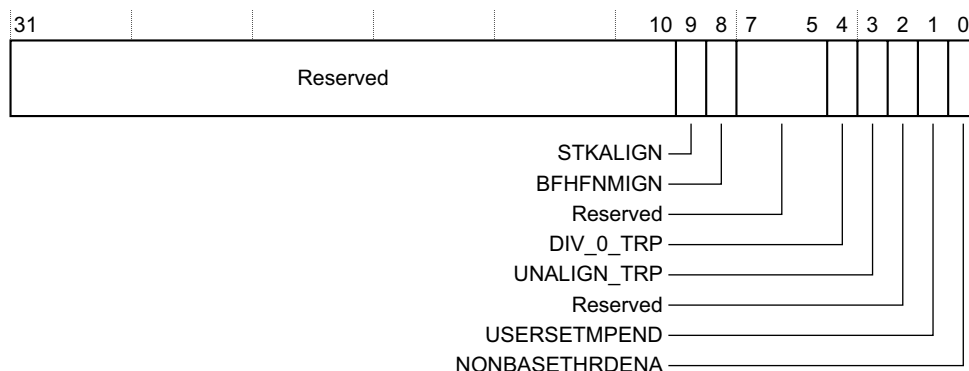 31 10 9 8 7 5 4 3 2 1 0
Reserved
STKALIGN
BFHFNMIGN
Reserved
DIV_0_TRP
UNALIGN_TRP
Reserved
USERSETMPEND
NONBASETHRDENA